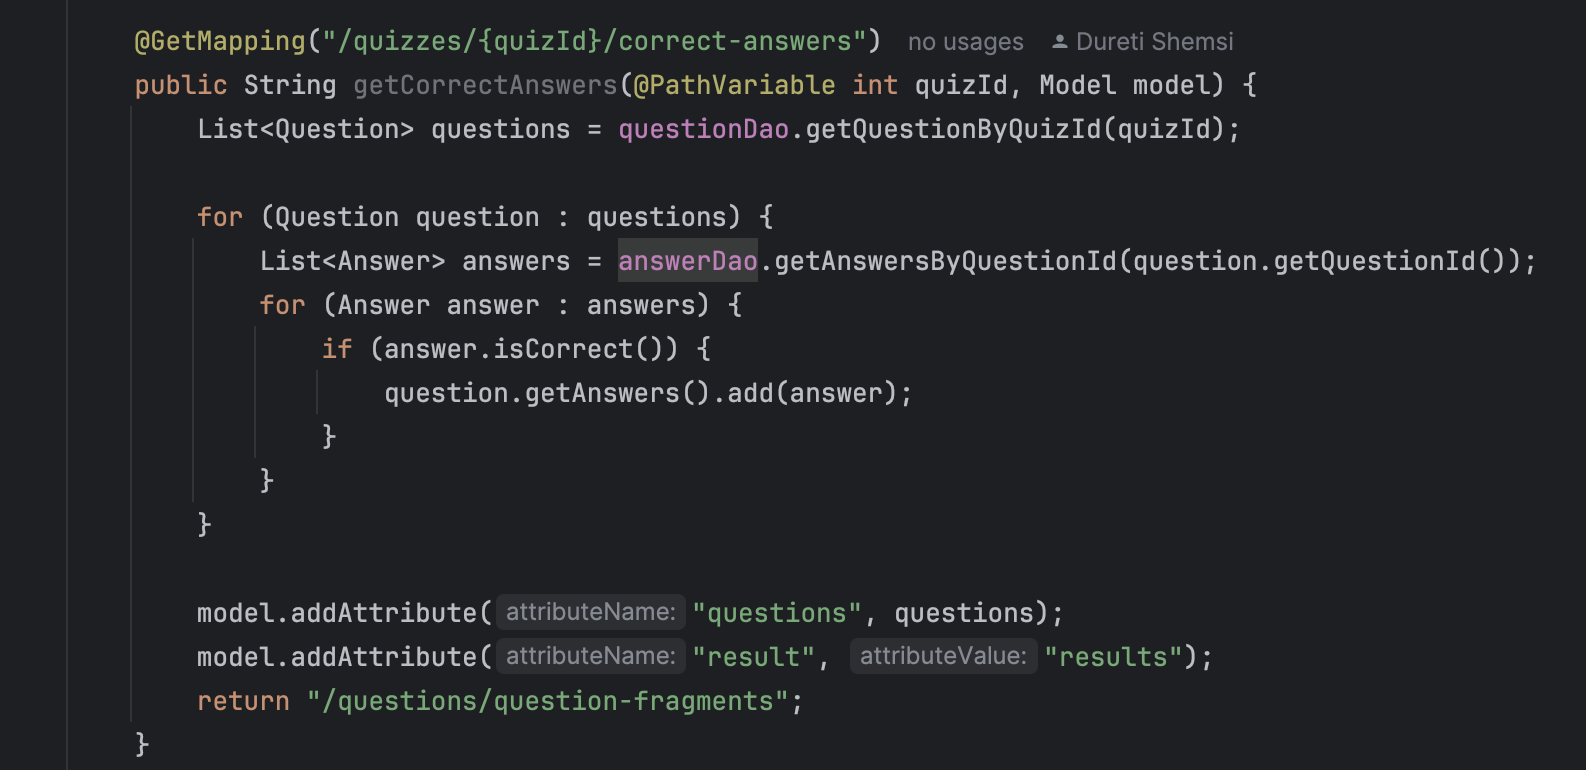 @GetMapping("/quizzes/{quizId}/correct-answers") no usages Dureti Shemsi
public String getCorrectAnswers(@PathVariable int quizId, Model model) {
List<Question> questions = questionDao.getQuestionByQuizId(quizId);
for (Question question : questions) {
List<Answer> answers = answerDao.getAnswersByQuestionId(question.getQuestionId());
for (Answer answer : answers) {
if (answer.isCorrect()) {
question.getAnswers().add(answer);
}
}
}
model.addAttribute( attributeName: "questions", questions);
model.addAttribute( attributeName: "result", attributeValue: "results");
return "/questions/question-fragments";
}